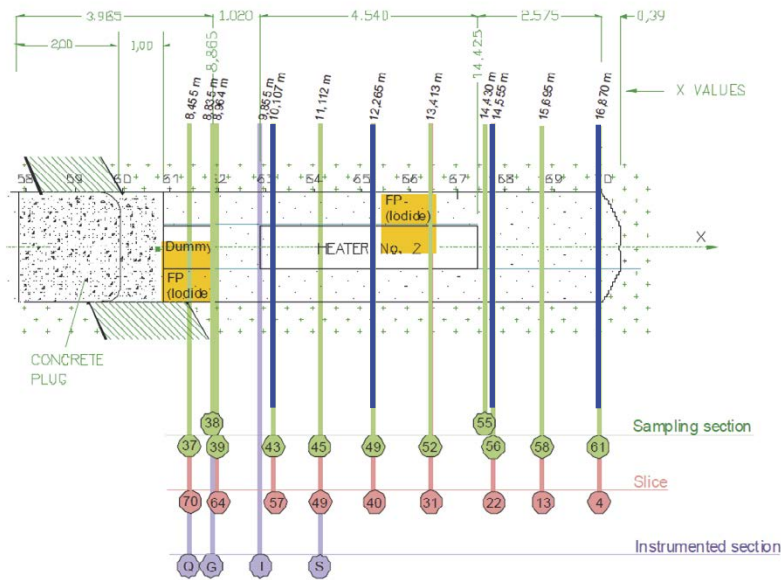 3.965
1.020
4.540
2.575
0,39
2,00
1,00
8,865
14,425
8,455 m
8,835 m
8,964 m
9,855 m
10,107 m
11,112 m
12,265 m
13,413 m
14,430 m
14,555 m
15,695 m
16,870 m
X VALUES
58 59 60 61 62 63 64 65 66 67 68 69 70
FP -
(Iodide)
Dummy
HEATER No. 2
X
FP
(Iodide
CONCRETE
PLUG
38
55
Sampling section
37 39 43 45 49 52 56 58 61
Slice
70 64 57 49 40 31 22 13 4
Instrumented section
Q G I S